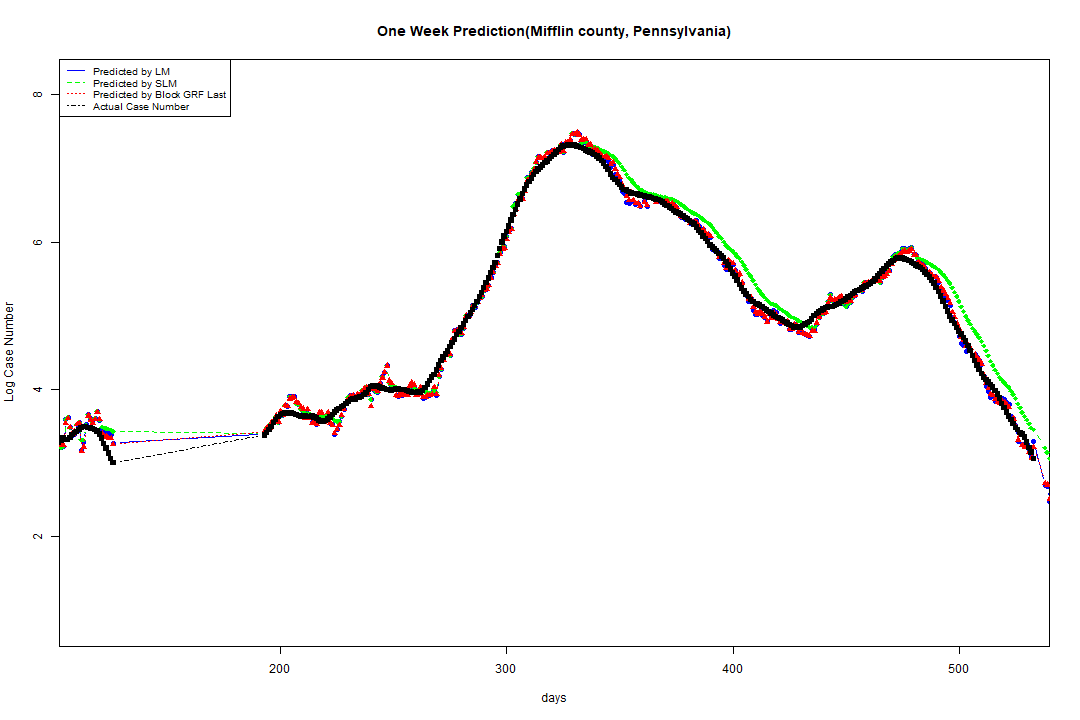 One Week Prediction(Mifflin county, Pennsylvania)
Predicted by LM
Predicted by SLM
Predicted by Block GRF Last
Actual Case Number
8
6
4
2
Log Case Number
200 300 400 500
days